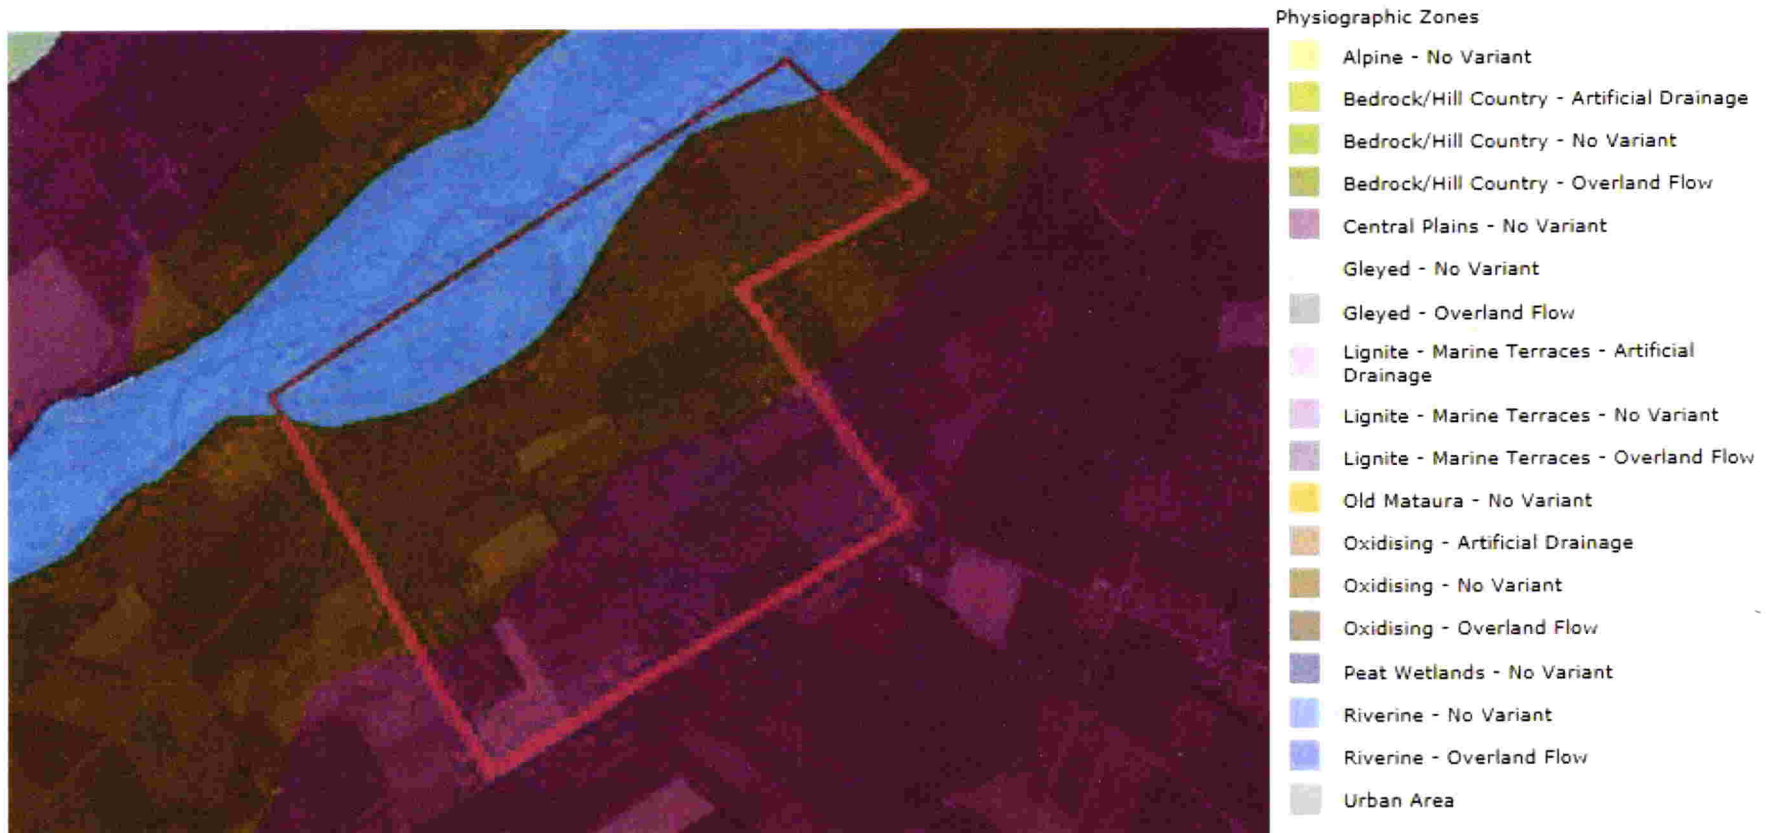 Physiographic Zones
Alpine - No Variant
Bedrock/Hill Country - Artificial Drainage
Bedrock/Hill Country - No Variant
Bedrock/Hill Country - Overland Flow
Central Plains - No Variant
Gleyed - No Variant
Gleyed - Overland Flow
Lignite - Marine Terraces - Artificial
Drainage
Lignite - Marine Terraces - No Variant
Lignite - Marine Terraces - Overland Flow
Old Mataura - No Variant
Oxidising - Artificial Drainage
Oxidising - No Variant
Oxidising - Overland Flow
Peat Wetlands - No Variant
Riverine - No Variant
Riverine - Overland Flow
Urban Area